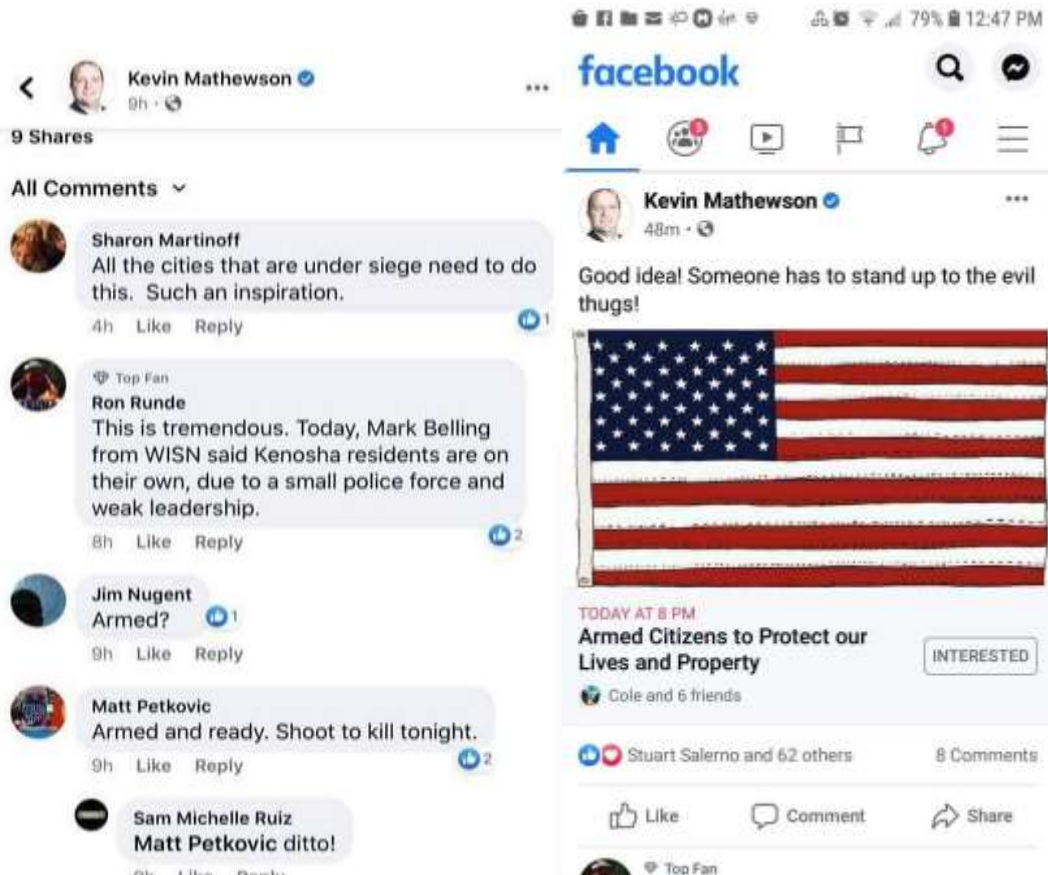 Kevin Mathewson
9h
9 Shares
All Comments
Sharon Martinoff
All the cities that are under siege need to do
this. Such an inspiration.
4h Like Reply
1
Top Fan
Ron Runde
This is tremendous. Today, Mark Belling
from WISN said Kenosha residents are on
their own, due to a small police force and
weak leadership.
8h Like Reply
2
Jim Nugent
Armed?
1
9h Like Reply
Matt Petkovic
Armed and ready. Shoot to kill tonight.
9h Like Reply
2
Sam Michelle Ruiz
Matt Petkovic ditto!
Like Reply
79% 12:47 PM
facebook
3
1
Kevin Mathewson
48m
Good idea! Someone has to stand up to the evil
thugs!
TODAY AT 8 PM
Armed Citizens to Protect our
Lives and Property
INTERESTED
Cole and 6 friends
Stuart Salerno and 62 others
8 Comments
Like Comment Share
Top Fan